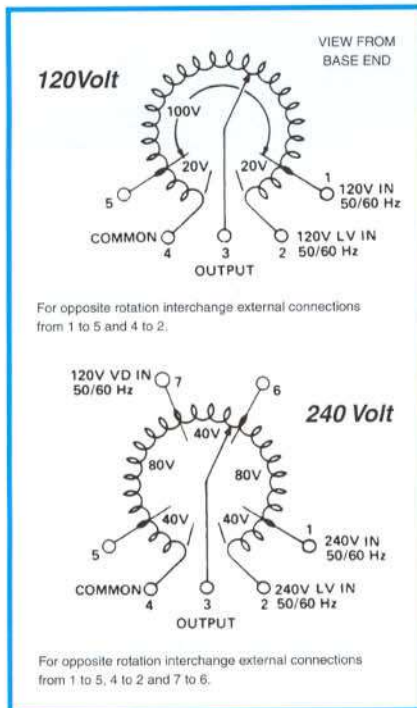 VIEW FROM
BASE END
120Volt
100V
20V
20V
1
120V IN
50/60 Hz
5
COMMON
4
3
2
120V LV IN
50/60 Hz
OUTPUT
For opposite rotation interchange external connections
from 1 to 5 and 4 to 2.
120V VD IN
50/60 Hz
7
6
240 Volt
40V
80V
80V
40V
40V
5
1
240V IN
50/60 Hz
COMMON
4
3
2
240V LV IN
50/60 Hz
OUTPUT
For opposite rotation interchange external connections
from 1 to 5, 4 to 2 and 7 to 6.